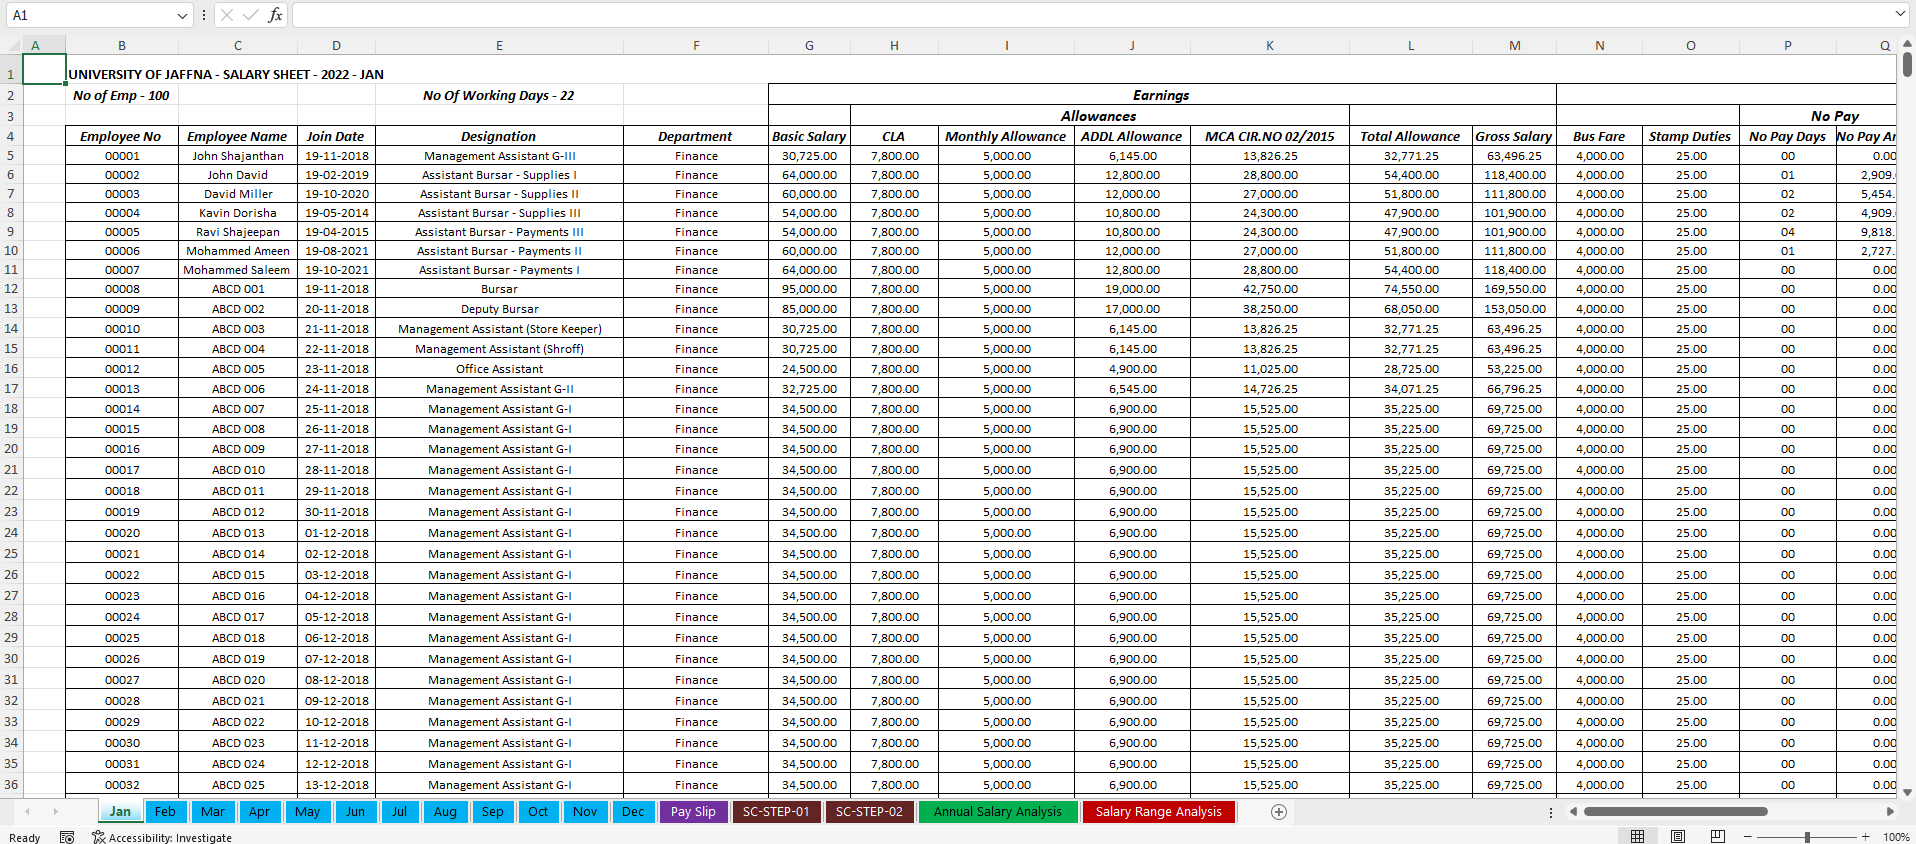 A1
fx
A B C D E F G H I J K L M N O P Q
1 UNIVERSITY OF JAFFNA - SALARY SHEET - 2022 - JAN
2 No of Emp - 100 No Of Working Days - 22 Earnings
3 Allowances No Pay
4 Employee No Employee Name Join Date Designation Department Basic Salary CLA Monthly Allowance ADDL Allowance MCA CIR.NO 02/2015 Total Allowance Gross Salary Bus Fare Stamp Duties No Pay Days No Pay
5 00001 John Shajanthan 19-11-2018 Management Assistant G-III Finance 30,725.00 7,800.00 5,000.00 6,145.00 13,826.25 32,771.25 63,496.25 4,000.00 25.00 00 0.00
6 00002 John David 19-02-2019 Assistant Bursar - Supplies I Finance 64,000.00 7,800.00 5,000.00 12,800.00 28,800.00 54,400.00 118,400.00 4,000.00 25.00 01 2,909.
7 00003 David Miller 19-10-2020 Assistant Bursar - Supplies II Finance 60,000.00 7,800.00 5,000.00 12,000.00 27,000.00 51,800.00 111,800.00 4,000.00 25.00 02 5,454.
8 00004 Kavin Dorisha 19-05-2014 Assistant Bursar - Supplies III Finance 54,000.00 7,800.00 5,000.00 10,800.00 24,300.00 47,900.00 101,900.00 4,000.00 25.00 02 4,909.
9 00005 Ravi Shajeepan 19-04-2015 Assistant Bursar - Payments III Finance 54,000.00 7,800.00 5,000.00 10,800.00 24,300.00 47,900.00 101,900.00 4,000.00 25.00 04 9,818.
10 00006 Mohammed Ameen 19-08-2021 Assistant Bursar - Payments II Finance 60,000.00 7,800.00 5,000.00 12,000.00 27,000.00 51,800.00 111,800.00 4,000.00 25.00 01 2,727.
11 00007 Mohammed Saleem 19-10-2021 Assistant Bursar - Payments I Finance 64,000.00 7,800.00 5,000.00 12,800.00 28,800.00 54,400.00 118,400.00 4,000.00 25.00 00 0.00
12 00008 ABCD 001 19-11-2018 Bursar Finance 95,000.00 7,800.00 5,000.00 19,000.00 42,750.00 74,550.00 169,550.00 4,000.00 25.00 00 0.00
13 00009 ABCD 002 20-11-2018 Deputy Bursar Finance 85,000.00 7,800.00 5,000.00 17,000.00 38,250.00 68,050.00 153,050.00 4,000.00 25.00 00 0.00
14 00010 ABCD 003 21-11-2018 Management Assistant (Store Keeper) Finance 30,725.00 7,800.00 5,000.00 6,145.00 13,826.25 32,771.25 63,496.25 4,000.00 25.00 00 0.00
15 00011 ABCD 004 22-11-2018 Management Assistant (Shroff) Finance 30,725.00 7,800.00 5,000.00 6,145.00 13,826.25 32,771.25 63,496.25 4,000.00 25.00 00 0.00
16 00012 ABCD 005 23-11-2018 Office Assistant Finance 24,500.00 7,800.00 5,000.00 4,900.00 11,025.00 28,725.00 53,225.00 4,000.00 25.00 00 0.00
17 00013 ABCD 006 24-11-2018 Management Assistant G-II Finance 32,725.00 7,800.00 5,000.00 6,545.00 14,726.25 34,071.25 66,796.25 4,000.00 25.00 00 0.00
18 00014 ABCD 007 25-11-2018 Management Assistant G-I Finance 34,500.00 7,800.00 5,000.00 6,900.00 15,525.00 35,225.00 69,725.00 4,000.00 25.00 00 0.00
19 00015 ABCD 008 26-11-2018 Management Assistant G-I Finance 34,500.00 7,800.00 5,000.00 6,900.00 15,525.00 35,225.00 69,725.00 4,000.00 25.00 00 0.00
20 00016 ABCD 009 27-11-2018 Management Assistant G-I Finance 34,500.00 7,800.00 5,000.00 6,900.00 15,525.00 35,225.00 69,725.00 4,000.00 25.00 00 0.00
21 00017 ABCD 010 28-11-2018 Management Assistant G-I Finance 34,500.00 7,800.00 5,000.00 6,900.00 15,525.00 35,225.00 69,725.00 4,000.00 25.00 00 0.00
22 00018 ABCD 011 29-11-2018 Management Assistant G-I Finance 34,500.00 7,800.00 5,000.00 6,900.00 15,525.00 35,225.00 69,725.00 4,000.00 25.00 00 0.00
23 00019 ABCD 012 30-11-2018 Management Assistant G-I Finance 34,500.00 7,800.00 5,000.00 6,900.00 15,525.00 35,225.00 69,725.00 4,000.00 25.00 00 0.00
24 00020 ABCD 013 01-12-2018 Management Assistant G-I Finance 34,500.00 7,800.00 5,000.00 6,900.00 15,525.00 35,225.00 69,725.00 4,000.00 25.00 00 0.00
25 00021 ABCD 014 02-12-2018 Management Assistant G-I Finance 34,500.00 7,800.00 5,000.00 6,900.00 15,525.00 35,225.00 69,725.00 4,000.00 25.00 00 0.00
26 00022 ABCD 015 03-12-2018 Management Assistant G-I Finance 34,500.00 7,800.00 5,000.00 6,900.00 15,525.00 35,225.00 69,725.00 4,000.00 25.00 00 0.00
27 00023 ABCD 016 04-12-2018 Management Assistant G-I Finance 34,500.00 7,800.00 5,000.00 6,900.00 15,525.00 35,225.00 69,725.00 4,000.00 25.00 00 0.00
28 00024 ABCD 017 05-12-2018 Management Assistant G-I Finance 34,500.00 7,800.00 5,000.00 6,900.00 15,525.00 35,225.00 69,725.00 4,000.00 25.00 00 0.00
29 00025 ABCD 018 06-12-2018 Management Assistant G-I Finance 34,500.00 7,800.00 5,000.00 6,900.00 15,525.00 35,225.00 69,725.00 4,000.00 25.00 00 0.00
30 00026 ABCD 019 07-12-2018 Management Assistant G-I Finance 34,500.00 7,800.00 5,000.00 6,900.00 15,525.00 35,225.00 69,725.00 4,000.00 25.00 00 0.00
31 00027 ABCD 020 08-12-2018 Management Assistant G-I Finance 34,500.00 7,800.00 5,000.00 6,900.00 15,525.00 35,225.00 69,725.00 4,000.00 25.00 00 0.00
32 00028 ABCD 021 09-12-2018 Management Assistant G-I Finance 34,500.00 7,800.00 5,000.00 6,900.00 15,525.00 35,225.00 69,725.00 4,000.00 25.00 00 0.00
33 00029 ABCD 022 10-12-2018 Management Assistant G-I Finance 34,500.00 7,800.00 5,000.00 6,900.00 15,525.00 35,225.00 69,725.00 4,000.00 25.00 00 0.00
34 00030 ABCD 023 11-12-2018 Management Assistant G-I Finance 34,500.00 7,800.00 5,000.00 6,900.00 15,525.00 35,225.00 69,725.00 4,000.00 25.00 00 0.00
35 00031 ABCD 024 12-12-2018 Management Assistant G-I Finance 34,500.00 7,800.00 5,000.00 6,900.00 15,525.00 35,225.00 69,725.00 4,000.00 25.00 00 0.00
36 00032 ABCD 025 13-12-2018 Management Assistant G-I Finance 34,500.00 7,800.00 5,000.00 6,900.00 15,525.00 35,225.00 69,725.00 4,000.00 25.00 00 0.00
Jan Feb Mar Apr May Jun Jul Aug Sep Oct Nov Dec Pay Slip SC-STEP-01 SC-STEP-02 Annual Salary Analysis Salary Range Analysis
Ready Accessibility: Investigate 100%